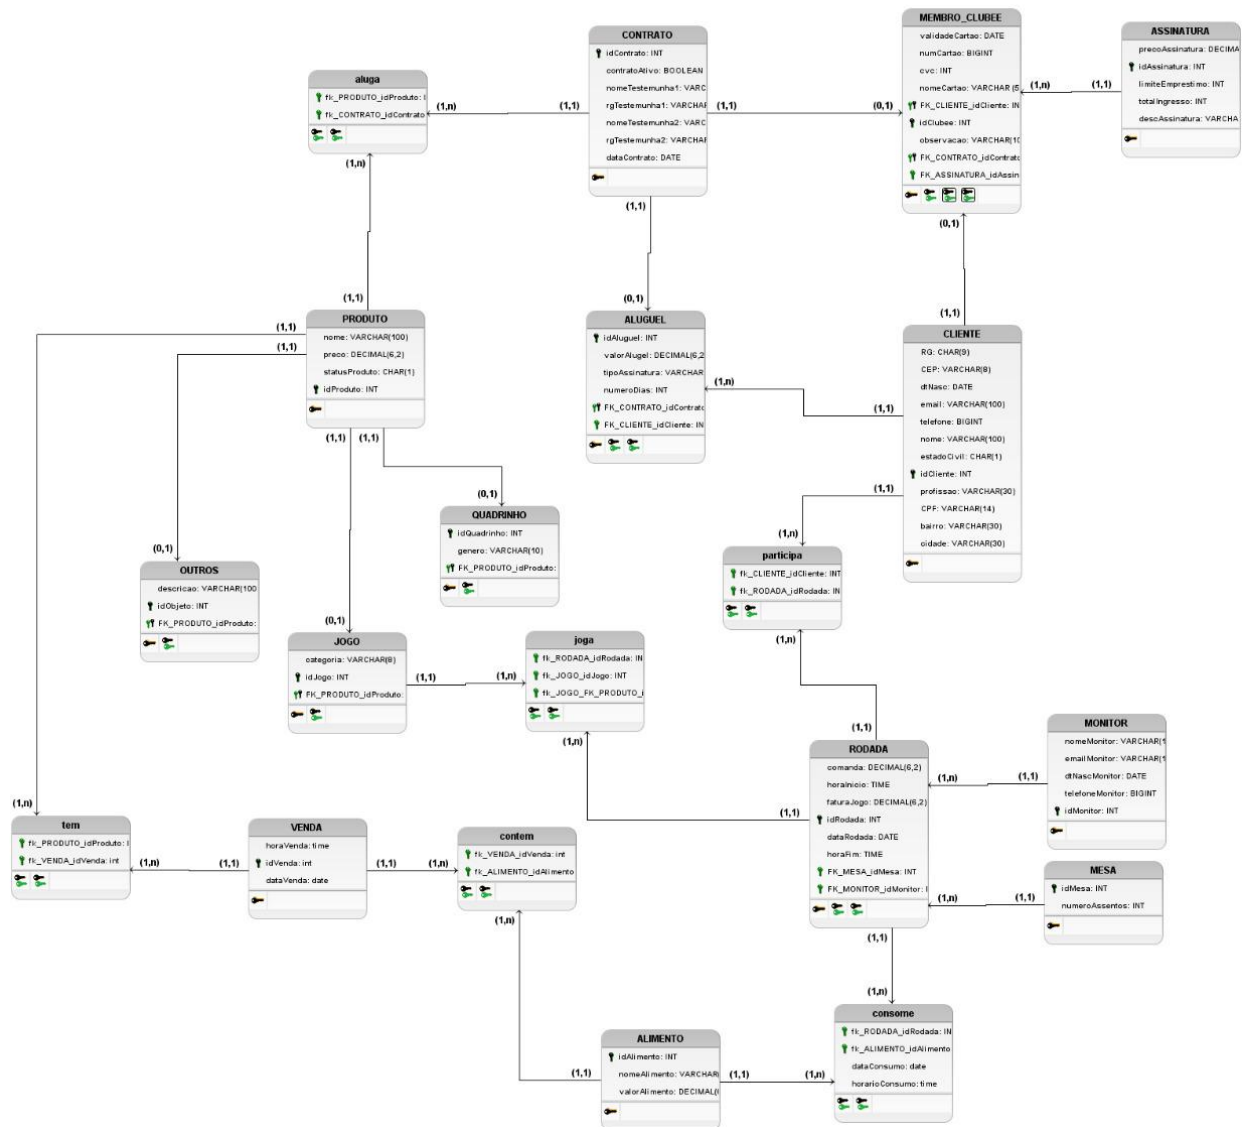 MEMBRO_CLUBEE
validadeCartao: DATE
numCartao: BIGINT
cvc: INT
nomeCartao: VARCHAR (5
FK_CLIENTE_idCliente: IN
idClubee: INT
observacao: VARCHAR(10
FK_CONTRATO_idContrato
FK_ASSINATURA_idAssin
ASSINATURA
precoAssinatura: DECIMA
idAssinatura: INT
limiteEmprestimo: INT
totalIngresso: INT
descAssinatura: VARCHA
CONTRATO
idContrato: INT
contratoAtivo: BOOLEAN
nomeTestemunha1: VARC
rgTestemunha1: VARCHAR
nomeTestemunha2: VARC
rgTestemunha2: VARCHAR
dataContrato: DATE
aluga
fk_PRODUTO_idProduto: I
fk_CONTRATO_idContrato
(1,n)
(1,1)
(1,1)
(0,1)
(1,n)
(1,1)
(1,n)
(1,1)
(0,1)
(1,1)
(0,1)
(1,1)
PRODUTO
nome: VARCHAR(100)
preco: DECIMAL(6,2)
statusProduto: CHAR(1)
idProduto: INT
(1,1)
(1,1)
(1,1)
(1,1)
ALUGUEL
idAluguel: INT
valorAlugel: DECIMAL(6,2
tipoAssinatura: VARCHAR
numeroDias: INT
FK_CONTRATO_idContrato
FK_CLIENTE_idCliente: IN
(1,n)
(1,1)
CLIENTE
RG: CHAR(9)
CEP: VARCHAR(8)
dtNasc: DATE
email: VARCHAR(100)
telefone: BIGINT
nome: VARCHAR(100)
estadoCivil: CHAR(1)
idCliente: INT
profissao: VARCHAR(30)
CPF: VARCHAR(14)
bairro: VARCHAR(30)
cidade: VARCHAR(30)
(1,1)
(1,n)
(0,1)
QUADRINHO
idQuadrinho: INT
genero: VARCHAR(10)
FK_PRODUTO_idProduto:
(0,1)
OUTROS
descricao: VARCHAR(100
idObjeto: INT
FK_PRODUTO_idProduto:
participa
fk_CLIENTE_idCliente: INT
fk_RODADA_idRodada: IN
(1,n)
(0,1)
JOGO
categoria: VARCHAR(8)
idJogo: INT
FK_PRODUTO_idProduto:
(1,1)
(1,n)
joga
fk_RODADA_idRodada: IN
fk_JOGO_idJogo: INT
fk_JOGO_FK_PRODUTO_i
(1,n)
(1,1)
(1,1)
RODADA
comanda: DECIMAL(6,2)
horaInicio: TIME
faturaJogo: DECIMAL(6,2)
idRodada: INT
dataRodada: DATE
horaFim: TIME
FK_MESA_idMesa: INT
FK_MONITOR_idMonitor: I
(1,n)
(1,1)
MONITOR
nomeMonitor: VARCHAR(1
emailMonitor: VARCHAR(1
dtNascMonitor: DATE
telefoneMonitor: BIGINT
idMonitor: INT
(1,n)
(1,1)
MESA
idMesa: INT
numeroAssentos: INT
(1,n)
tem
fk_PRODUTO_idProduto: I
fk_VENDA_idVenda: int
(1,n)
(1,1)
VENDA
horaVenda: time
idVenda: int
dataVenda: date
(1,1)
(1,n)
contem
fk_VENDA_idVenda: int
fk_ALIMENTO_idAlimento
(1,n)
(1,1)
(1,n)
consome
fk_RODADA_idRodada: IN
fk_ALIMENTO_idAlimento
dataConsumo: date
horarioConsumo: time
ALIMENTO
idAlimento: INT
nomeAlimento: VARCHAR(
valorAlimento: DECIMAL(
(1,1)
(1,1)
(1,n)